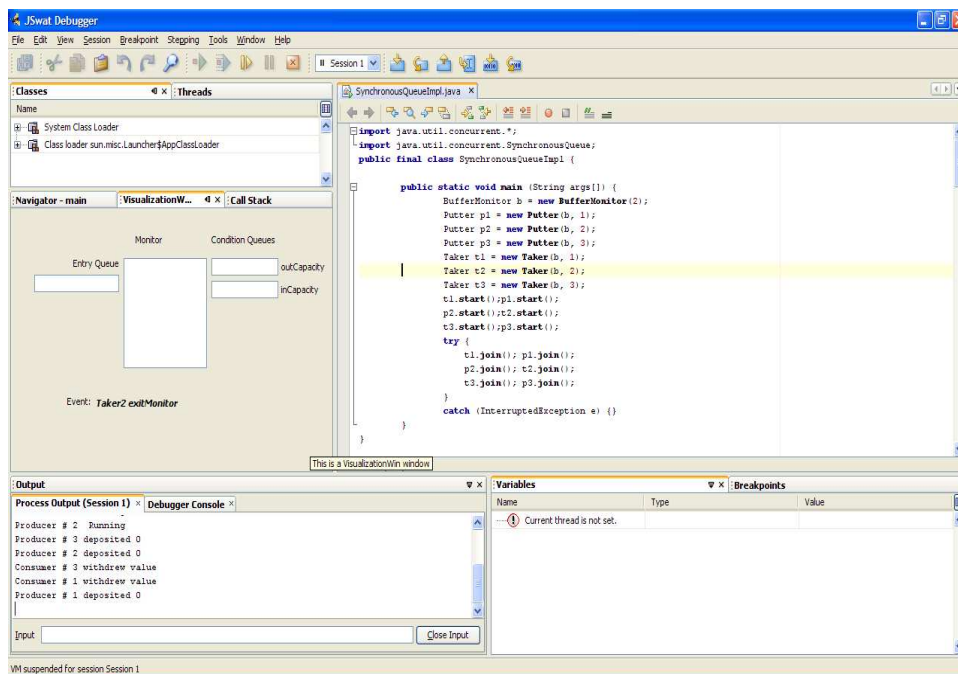 JSwat Debugger
File Edit View Session Breakpoint Stepping Tools Window Help
Session 1
Classes
Threads
Name
System Class Loader
Class loader sun.misc.Launcher$AppClassLoader
Navigator - main
VisualizationW...
Call Stack
Monitor
Condition Queues
Entry Queue
outCapacity
inCapacity
Event: Taker2 exitMonitor
This is a VisualizationWin window
SynchronousQueueImpl.java
import java.util.concurrent.*;
import java.util.concurrent.SynchronousQueue;
public final class SynchronousQueueImpl {
public static void main (String args[]) {
BufferMonitor b = new BufferMonitor(2);
Putter p1 = new Putter(b, 1);
Putter p2 = new Putter(b, 2);
Putter p3 = new Putter(b, 3);
Taker t1 = new Taker(b, 1);
Taker t2 = new Taker(b, 2);
Taker t3 = new Taker(b, 3);
t1.start();p1.start();
p2.start();t2.start();
t3.start();p3.start();
try {
t1.join(); p1.join();
p2.join(); t2.join();
t3.join(); p3.join();
}
catch (InterruptedException e) {}
}
}
Output
Process Output (Session 1)
Debugger Console
Producer # 2 Running
Producer # 3 deposited 0
Producer # 2 deposited 0
Consumer # 3 withdrew value
Consumer # 1 withdrew value
Producer # 1 deposited 0
Input
Close Input
Variables
Breakpoints
Name Type Value
Current thread is not set.
VM suspended for session Session 1